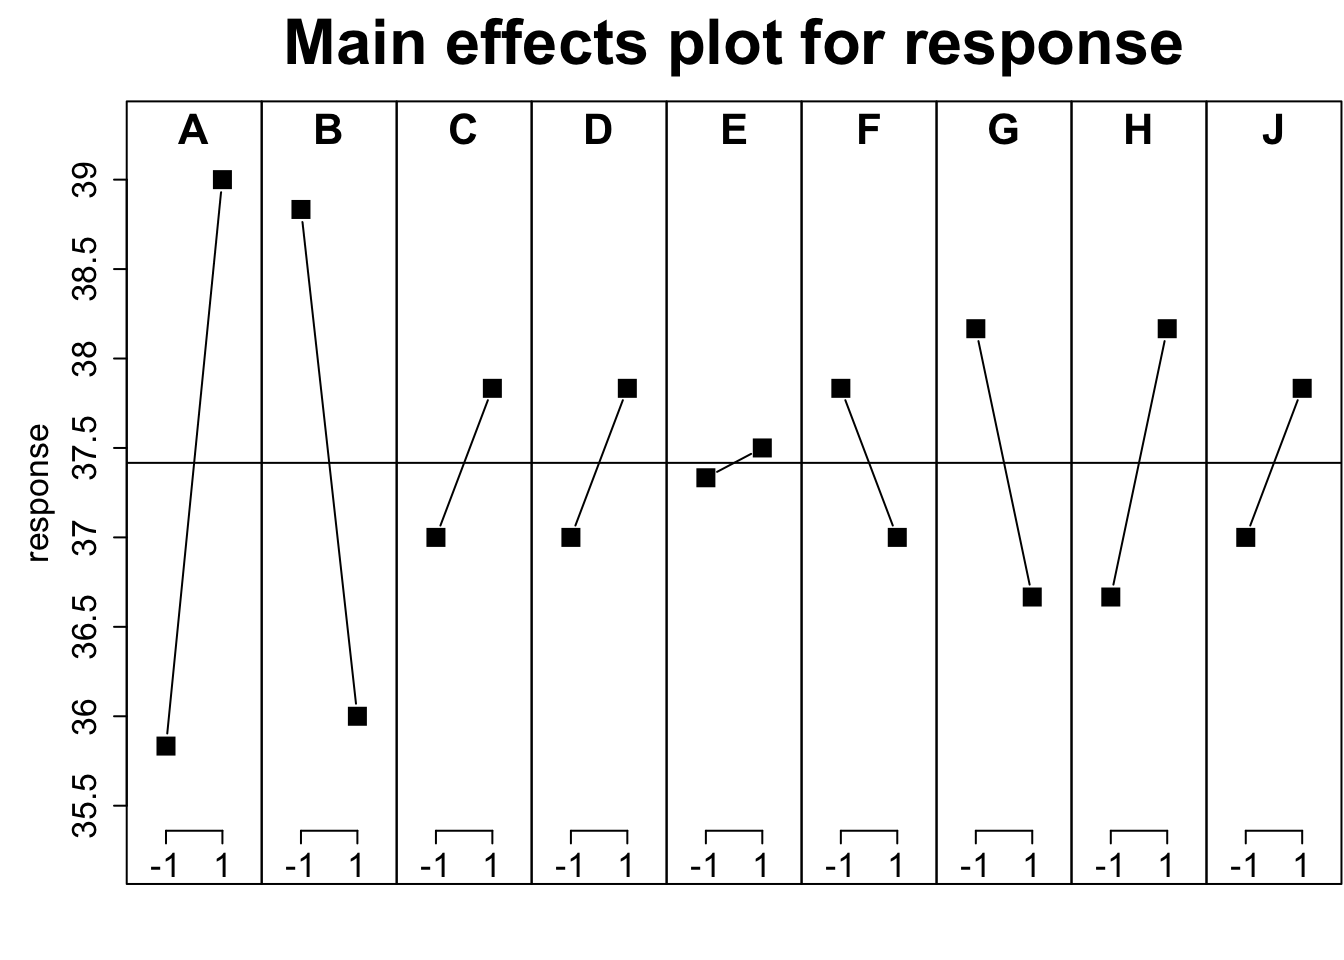 Main effects plot for response
A B C D E F G H J
39
38.5
38
37.5
37
36.5
36
35.5
response
-1 1 -1 1 -1 1 -1 1 -1 1 -1 1 -1 1 -1 1 -1 1